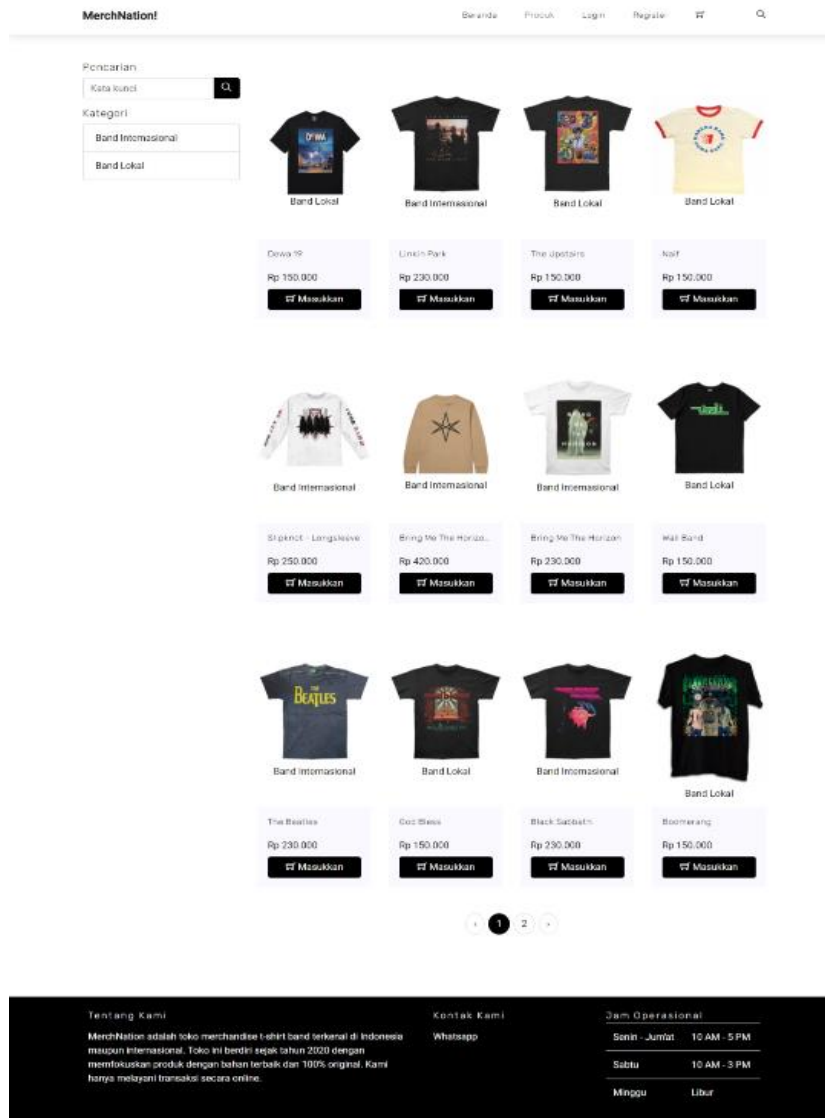 MerchNation!
Beranda Produk Login Register
Pencarian
Kata kunci
Kategori
Band Internasional
Band Lokal
Band Lokal Band Internasional Band Lokal Band Lokal
Dewa 19 Linkin Park The Upstairs Naif
Rp 150.000 Rp 230.000 Rp 150.000 Rp 150.000
Masukkan Masukkan Masukkan Masukkan
Band Internasional Band Internasional Band Internasional Band Lokal
Slipknot - Longsleeve Bring Me The Horizo... Bring Me The Horizon Wali Band
Rp 250.000 Rp 420.000 Rp 230.000 Rp 150.000
Masukkan Masukkan Masukkan Masukkan
THE
BEATLES
Band Internasional Band Lokal Band Internasional Band Lokal
The Beatles God Bless Black Sabbath Boomerang
Rp 230.000 Rp 150.000 Rp 230.000 Rp 150.000
Masukkan Masukkan Masukkan Masukkan
‹ 1 2 ›
Tentang Kami
MerchNation adalah toko merchandise t-shirt band terkenal di Indonesia
maupun internasional. Toko ini berdiri sejak tahun 2020 dengan
memfokuskan produk dengan bahan terbaik dan 100% original. Kami
hanya melayani transaksi secara online.
Kontak Kami
Whatsapp
Jam Operasional
Senin - Jum'at 10 AM - 5 PM
Sabtu 10 AM - 3 PM
Minggu Libur